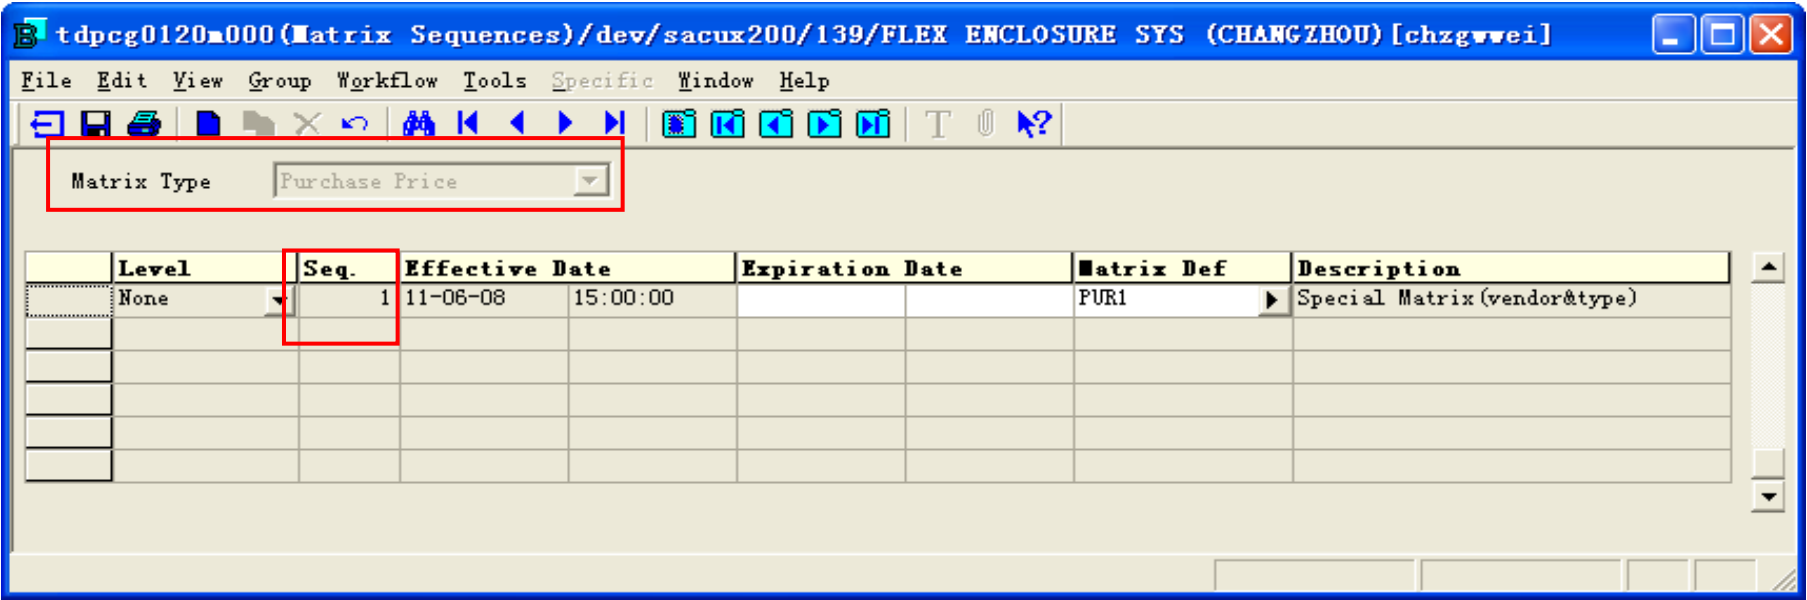 tdpcg0120m000(Matrix Sequences)/dev/sacux200/139/FLEX ENCLOSURE SYS (CHANGZHOU)[chzgwwei]
File Edit View Group Workflow Tools Specific Window Help
Matrix Type Purchase Price
Level Seq. Effective Date Expiration Date Matrix Def Description
None 1 11-06-08 15:00:00 PUR1 Special Matrix(vendor&type)